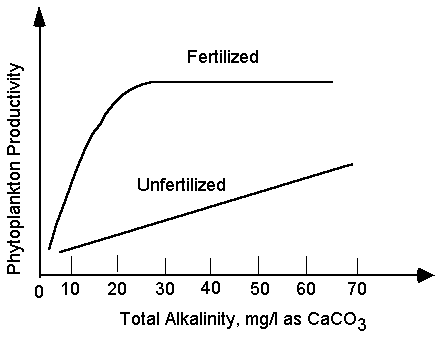 Phytoplankton Productivity
Fertilized
Unfertilized
0 10 20 30 40 50 60 70
Total Alkalinity, mg/l as CaCO3